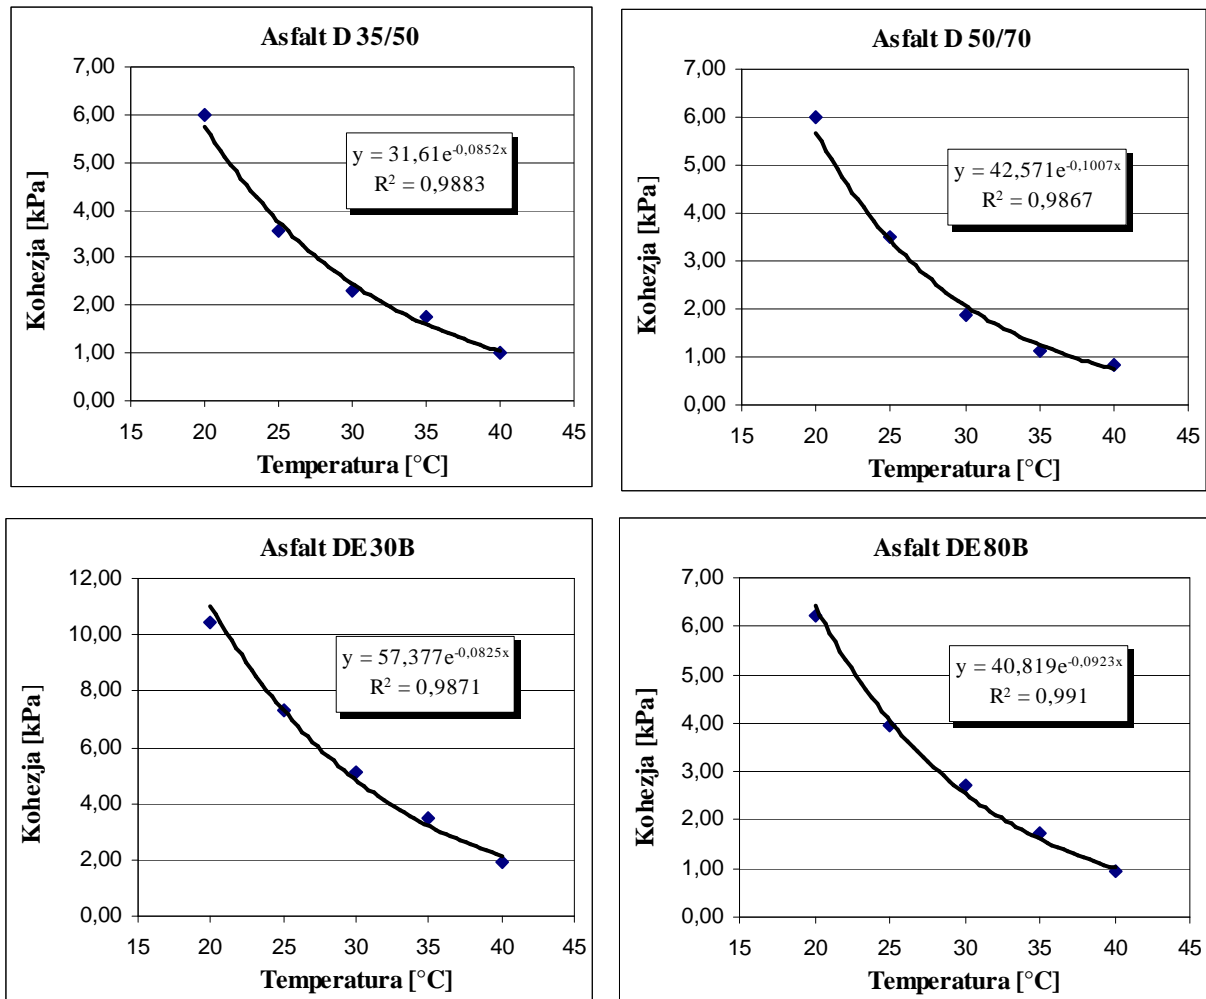 Asfalt D 35/50
7,00
6,00
5,00
4,00
3,00
2,00
1,00
0,00
Kohezja [kPa]
y = 31,61e^-0,0852x
R² = 0,9883
15 20 25 30 35 40 45
Temperatura [°C]
Asfalt D 50/70
7,00
6,00
5,00
4,00
3,00
2,00
1,00
0,00
Kohezja [kPa]
y = 42,571e^-0,1007x
R² = 0,9867
15 20 25 30 35 40 45
Temperatura [°C]
Asfalt DE30B
12,00
10,00
8,00
6,00
4,00
2,00
0,00
Kohezja [kPa]
y = 57,377e^-0,0825x
R² = 0,9871
15 20 25 30 35 40 45
Temperatura [°C]
Asfalt DE80B
7,00
6,00
5,00
4,00
3,00
2,00
1,00
0,00
Kohezja [kPa]
y = 40,819e^-0,0923x
R² = 0,991
15 20 25 30 35 40 45
Temperatura [°C]